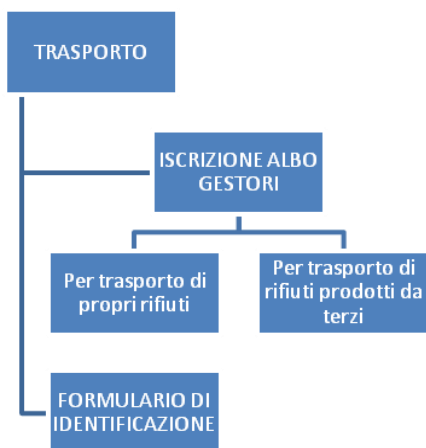 TRASPORTO
ISCRIZIONE ALBO
GESTORI
Per trasporto di
propri rifiuti
Per trasporto di
rifiuti prodotti da
terzi
FORMULARIO DI
IDENTIFICAZIONE